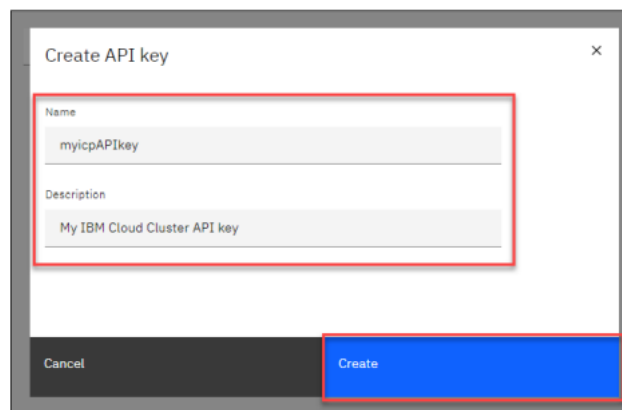 Create API key
Name
myicpAPIkey
Description
My IBM Cloud Cluster API key
Cancel
Create